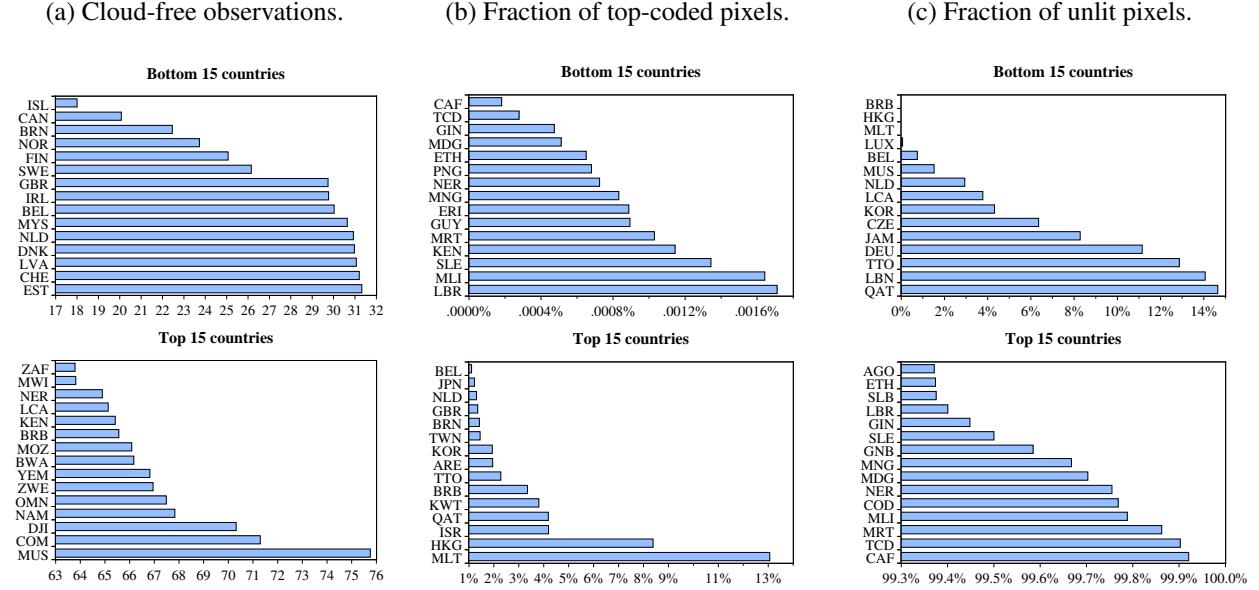 (a) Cloud-free observations.
Bottom 15 countries
ISL
CAN
BRN
NOR
FIN
SWE
GBR
IRL
BEL
MYS
NLD
DNK
LVA
CHE
EST
17 18 19 20 21 22 23 24 25 26 27 28 29 30 31 32
Top 15 countries
ZAF
MWI
NER
LCA
KEN
BRB
MOZ
BWA
YEM
ZWE
OMN
NAM
DJI
COM
MUS
63 64 65 66 67 68 69 70 71 72 73 74 75 76
(b) Fraction of top-coded pixels.
Bottom 15 countries
CAF
TCD
GIN
MDG
ETH
PNG
NER
MNG
ERI
GUY
MRT
KEN
SLE
MLI
LBR
.0000% .0004% .0008% .0012% .0016%
Top 15 countries
BEL
JPN
NLD
GBR
BRN
TWN
KOR
ARE
TTO
BRB
KWT
QAT
ISR
HKG
MLT
1% 2% 3% 4% 5% 6% 7% 8% 9% 11% 13%
(c) Fraction of unlit pixels.
Bottom 15 countries
BRB
HKG
MLT
LUX
BEL
MUS
NLD
LCA
KOR
CZE
JAM
DEU
TTO
LBN
QAT
0% 2% 4% 6% 8% 10% 12% 14%
Top 15 countries
AGO
ETH
SLB
LBR
GIN
SLE
GNB
MNG
MDG
NER
COD
MLI
MRT
TCD
CAF
99.3% 99.4% 99.5% 99.6% 99.7% 99.8% 99.9% 100.0%